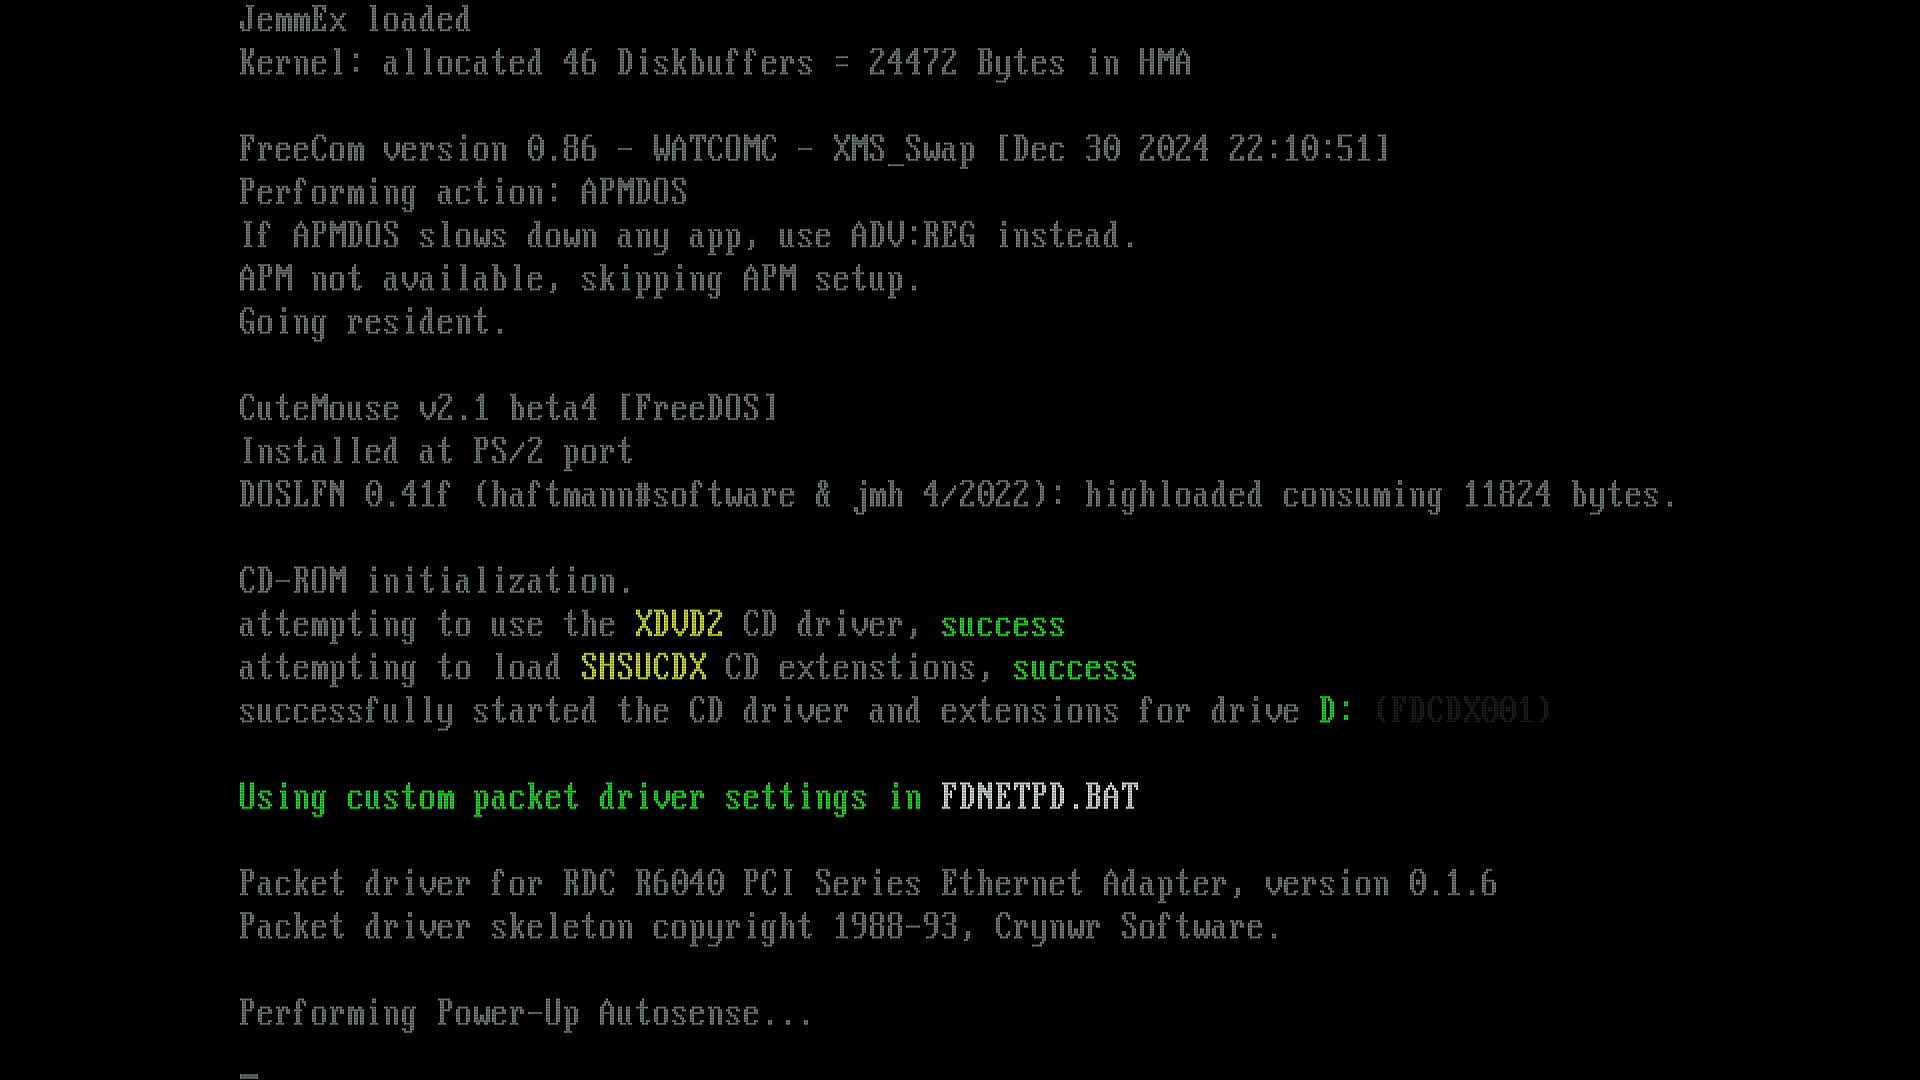 JemmEx loaded
Kernel: allocated 46 Diskbuffers = 24472 Bytes in HMA
FreeCom version 0.86 - WATCOMC - XMS_Swap [Dec 30 2024 22:10:51]
Performing action: APMDOS
If APMDOS slows down any app, use ADV:REG instead.
APM not available, skipping APM setup.
Going resident.
CuteMouse v2.1 beta4 [FreeDOS]
Installed at PS/2 port
DOSLFN 0.41f (haftmann#software & jmh 4/2022): highloaded consuming 11824 bytes.
CD-ROM initialization.
attempting to use the XDVD2 CD driver, success
attempting to load SHSUCDX CD extenstions, success
successfully started the CD driver and extensions for drive D: (FDCDX001)
Using custom packet driver settings in FDNETPD.BAT
Packet driver for RDC R6040 PCI Series Ethernet Adapter, version 0.1.6
Packet driver skeleton copyright 1988-93, Crynwr Software.
Performing Power-Up Autosense...